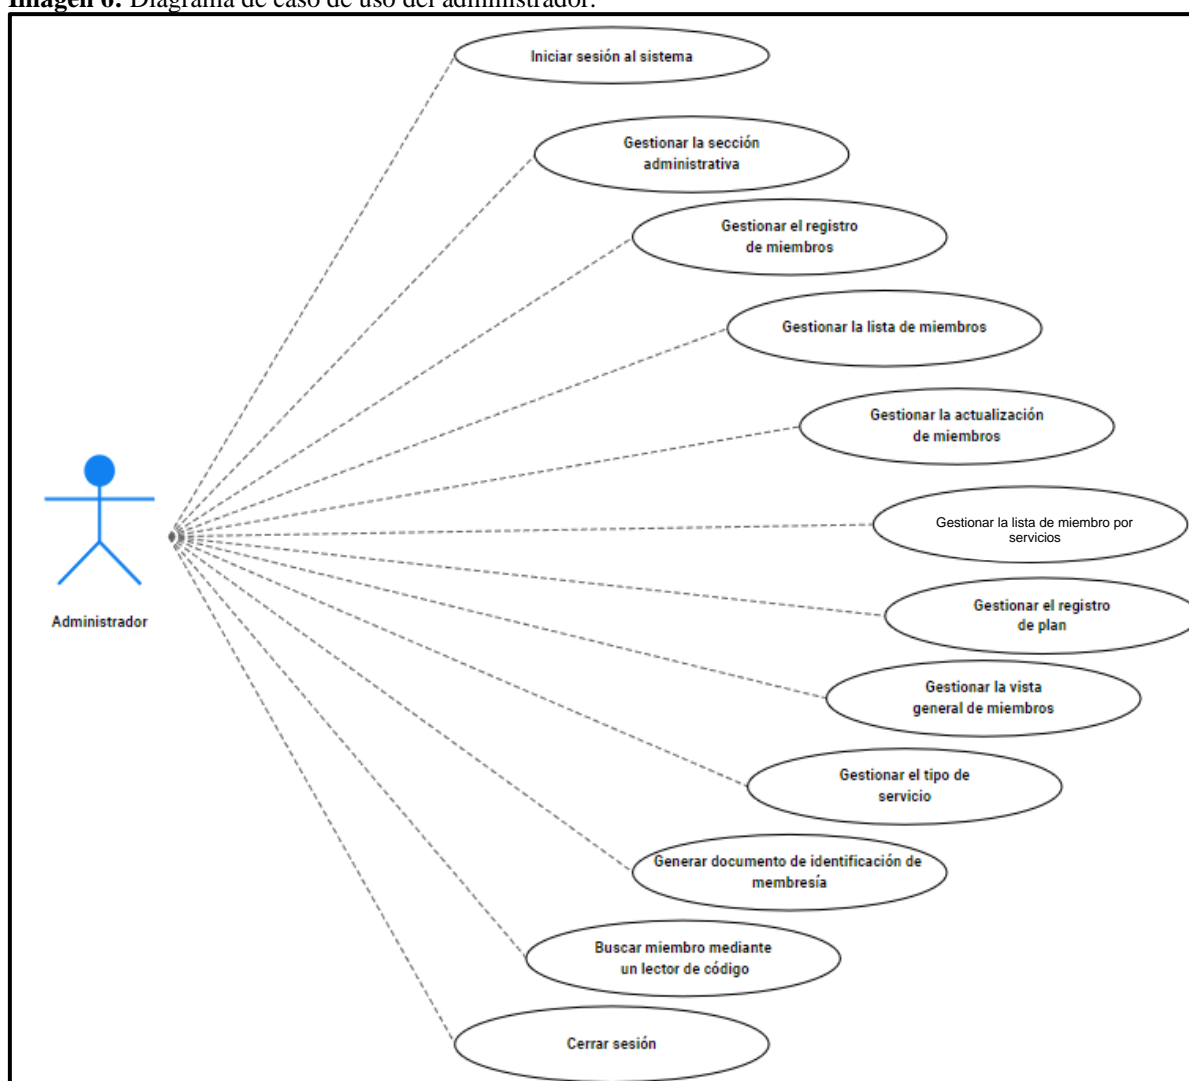 Imagen 6: Diagrama de caso de uso del administrador.
Iniciar sesión al sistema
Gestionar la sección
administrativa
Gestionar el registro
de miembros
Gestionar la lista de miembros
Gestionar la actualización
de miembros
Gestionar la lista de miembro por
servicios
Gestionar el registro
de plan
Administrador
Gestionar la vista
general de miembros
Gestionar el tipo de
servicio
Generar documento de identificación de
membresía
Buscar miembro mediante
un lector de código
Cerrar sesión